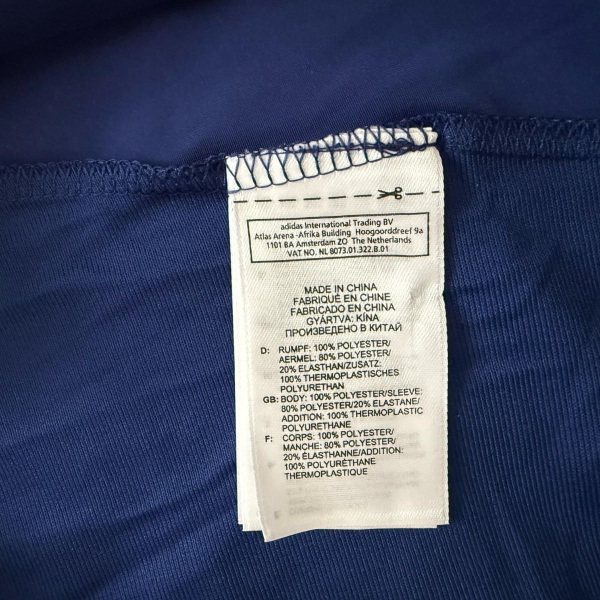 adidas International Trading BV
Atlas Arena -Afrika Building Hoogoorddreef 9a
1101 BA Amsterdam ZO The Netherlands
VAT NO. NL 8073.01.322.B.01
MADE IN CHINA
FABRIQUÉ EN CHINE
FABRICADO EN CHINA
GYÁRTVA: KÍNA
ПРОИЗВЕДЕНО В КИТАЙ
D: RUMPF: 100% POLYESTER/
AERMEL: 80% POLYESTER/
20% ELASTHAN/ZUSATZ:
100% THERMOPLASTISCHES
POLYURETHAN
GB: BODY: 100% POLYESTER/SLEEVE:
80% POLYESTER/20% ELASTANE/
ADDITION: 100% THERMOPLASTIC
POLYURETHANE
F: CORPS: 100% POLYESTER/
MANCHE: 80% POLYESTER/
20% ÉLASTHANNE/ADDITION:
100% POLYURÉTHANE
THERMOPLASTIQUE